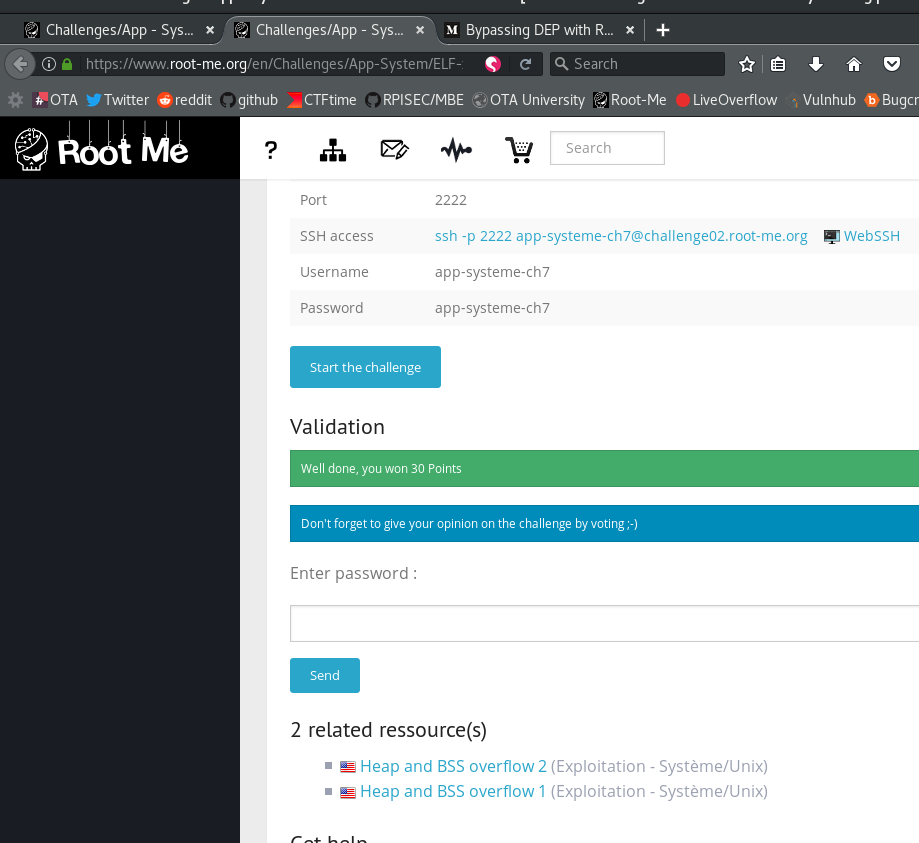 Challenges/App - Sys... × Challenges/App - Sys... × M Bypassing DEP with R... × +
https://www.root-me.org/en/Challenges/App-System/ELF- Search
OTA Twitter reddit github CTFtime RPISEC/MBE OTA University Root-Me LiveOverflow Vulnhub b Bugcr
Root Me ? Search
Port 2222
SSH access ssh -p 2222 app-systeme-ch7@challenge02.root-me.org WebSSH
Username app-systeme-ch7
Password app-systeme-ch7
Start the challenge
Validation
Well done, you won 30 Points
Don't forget to give your opinion on the challenge by voting ;-)
Enter password :
Send
2 related ressource(s)
Heap and BSS overflow 2 (Exploitation - Système/Unix)
Heap and BSS overflow 1 (Exploitation - Système/Unix)
Get help